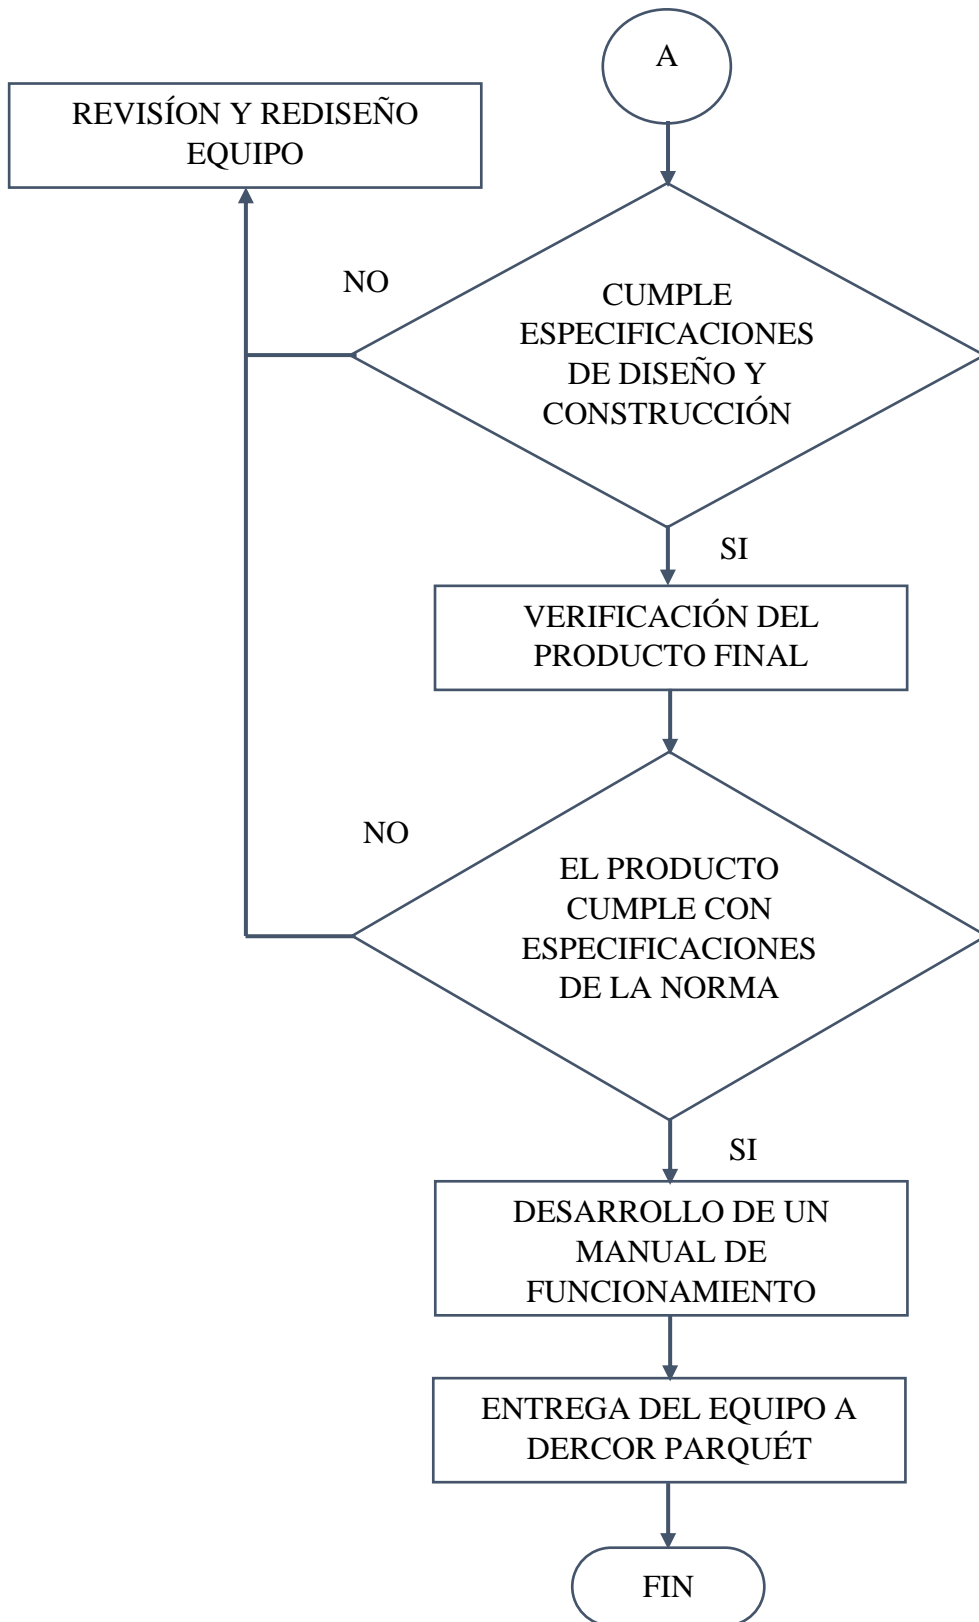 A
REVISÍON Y REDISEÑO
EQUIPO
NO
CUMPLE
ESPECIFICACIONES
DE DISEÑO Y
CONSTRUCCIÓN
SI
VERIFICACIÓN DEL
PRODUCTO FINAL
NO
EL PRODUCTO
CUMPLE CON
ESPECIFICACIONES
DE LA NORMA
SI
DESARROLLO DE UN
MANUAL DE
FUNCIONAMIENTO
ENTREGA DEL EQUIPO A
DERCOR PARQUÉT
FIN